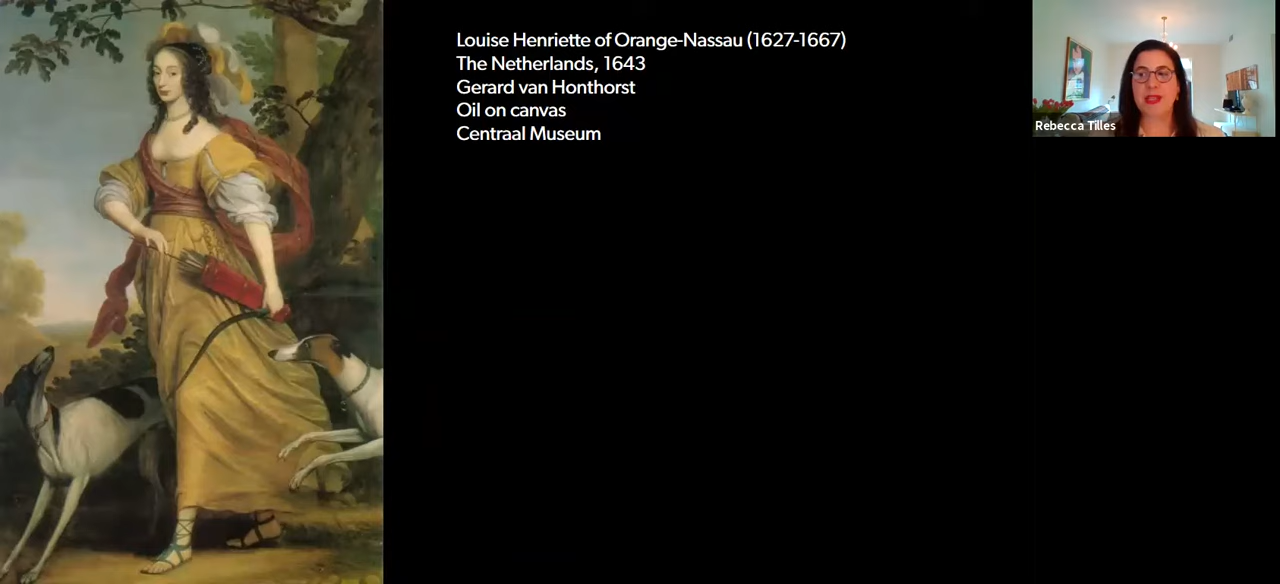 Louise Henriette of Orange-Nassau (1627-1667)
The Netherlands, 1643
Gerard van Honthorst
Oil on canvas
Centraal Museum
Rebecca Tilles